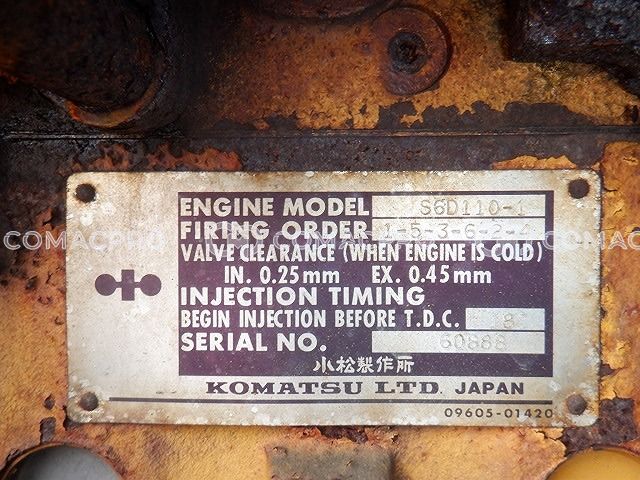 ENGINE MODEL S6D110-1
FIRING ORDER 1-5-3-6-2-4
VALVE CLEARANCE (WHEN ENGINE IS COLD)
IN. 0.25mm EX. 0.45mm
INJECTION TIMING
BEGIN INJECTION BEFORE T.D.C. 8
SERIAL NO. 60888
小松製作所
KOMATSU LTD. JAPAN
09605-01420